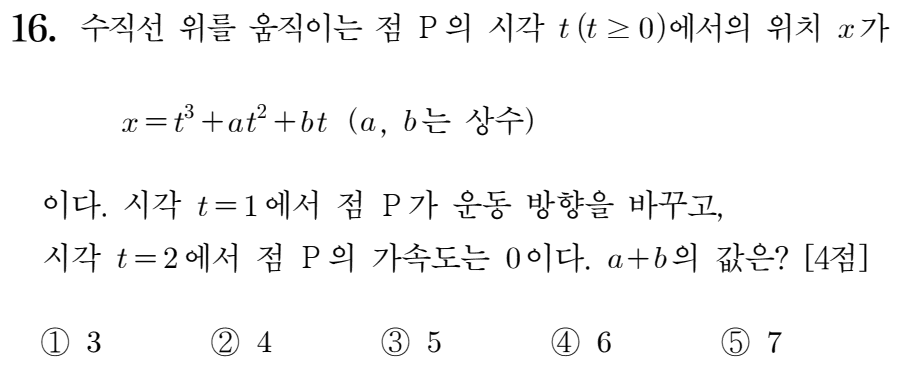 16. 수직선 위를 움직이는 점 P의 시각 t(t ≥ 0)에서의 위치 x가
x = t³ + at² + bt (a, b는 상수)
이다. 시각 t=1에서 점 P가 운동 방향을 바꾸고,
시각 t=2에서 점 P의 가속도는 0이다. a+b의 값은? [4점]
① 3 ② 4 ③ 5 ④ 6 ⑤ 7